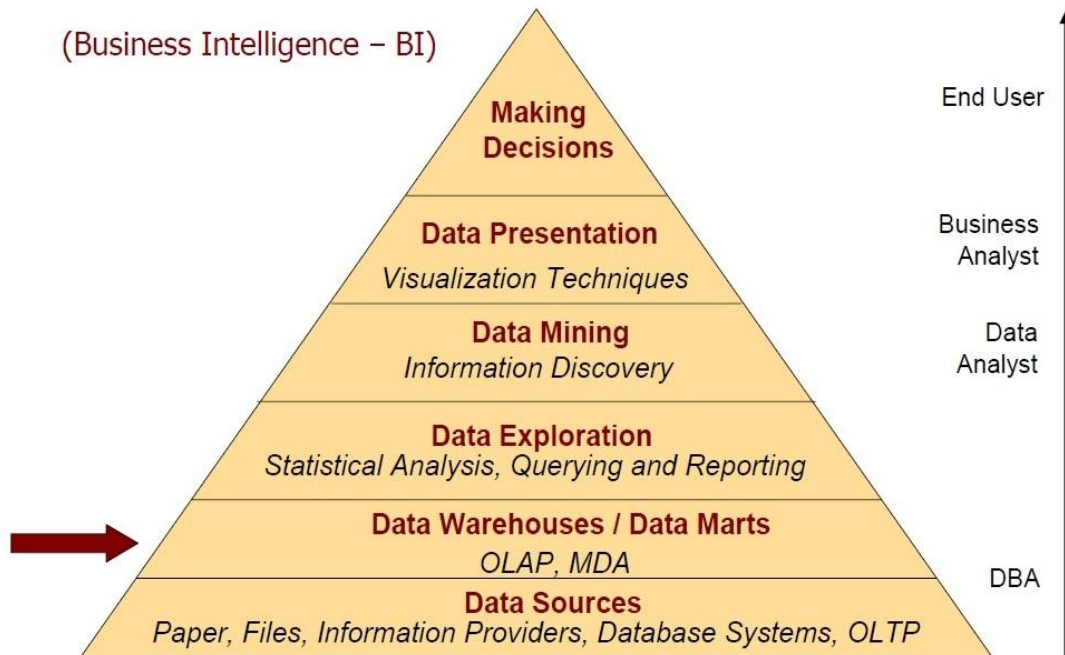 (Business Intelligence – BI)
End User
Making
Decisions
Data Presentation
Visualization Techniques
Business
Analyst
Data Mining
Information Discovery
Data
Analyst
Data Exploration
Statistical Analysis, Querying and Reporting
Data Warehouses / Data Marts
OLAP, MDA
DBA
Data Sources
Paper, Files, Information Providers, Database Systems, OLTP